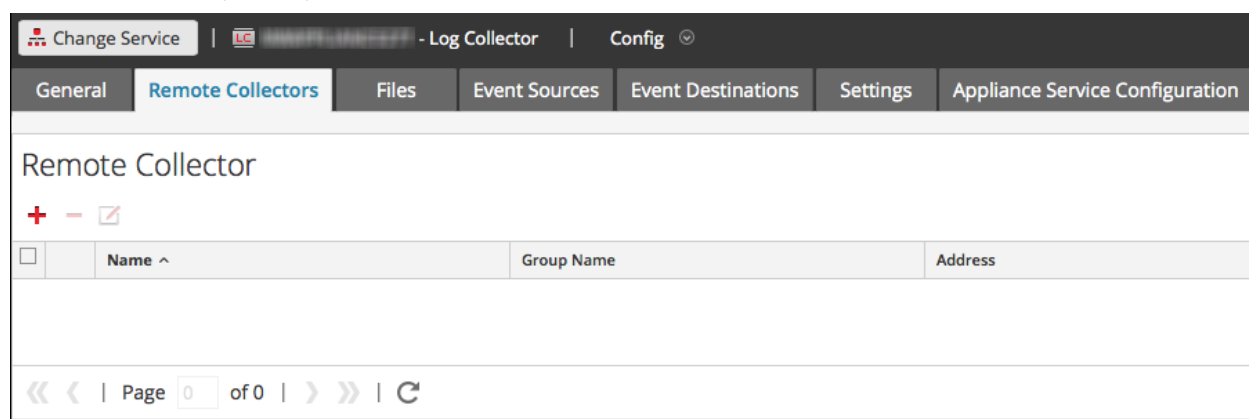 Change Service | LC - Log Collector | Config
General Remote Collectors Files Event Sources Event Destinations Settings Appliance Service Configuration
Remote Collector
Name Group Name Address
| Page 0 of 0 | |